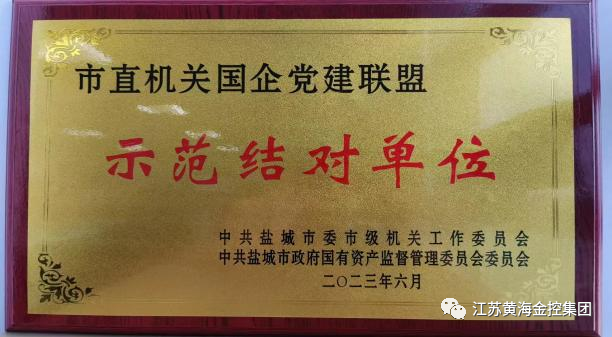 市直机关国企党建联盟
示范结对单位
中共盐城市委市级机关工作委员会
中共盐城市政府国有资产监督管理委员会委员会
二〇二三年六月
江苏黄海金控集团